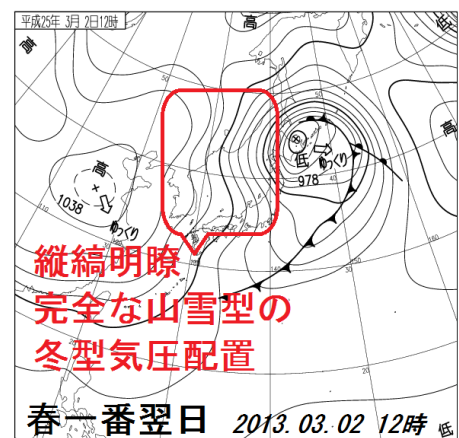 平成25年 3月 2日12時
高
低
高
高
1038
ゆっくり
低
ゆっくり
978
縦縞明瞭
完全な山雪型の
冬型気圧配置
春一番翌日 2013.03.02 12時
低